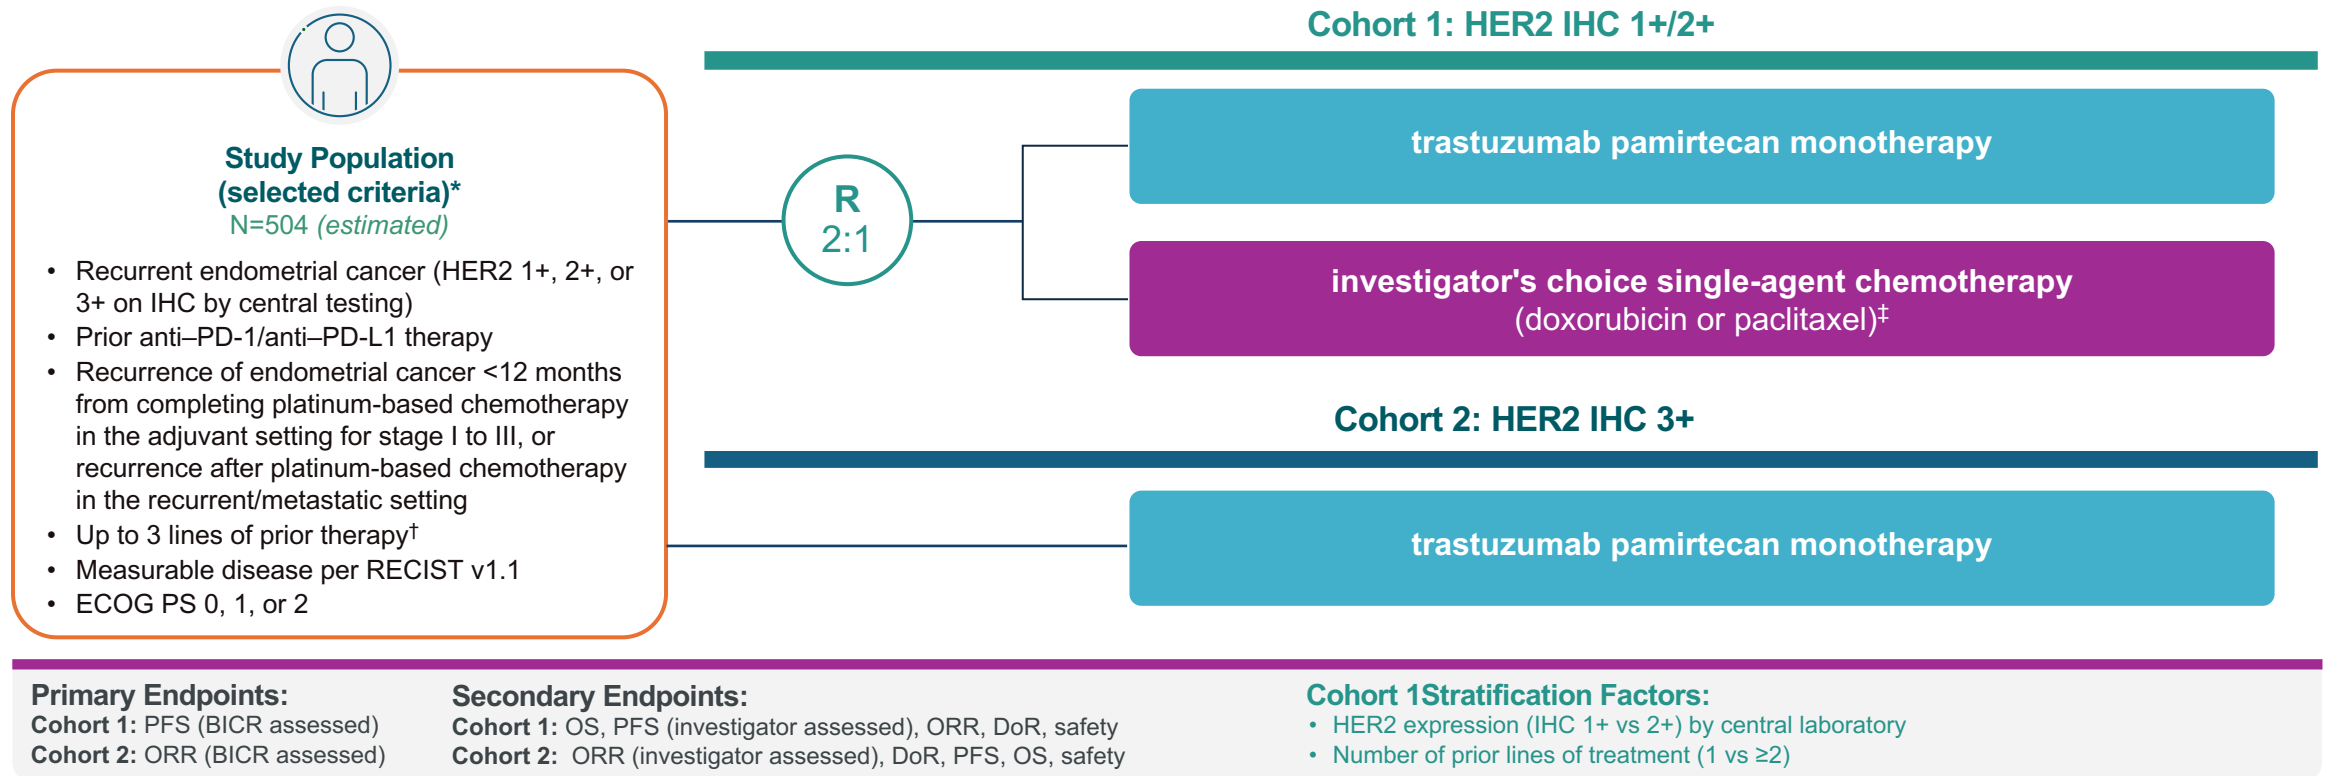 Study Population
(selected criteria)*
N=504 (estimated)
• Recurrent endometrial cancer (HER2 1+, 2+, or
3+ on IHC by central testing)
• Prior anti–PD-1/anti–PD-L1 therapy
• Recurrence of endometrial cancer <12 months
from completing platinum-based chemotherapy
in the adjuvant setting for stage I to III, or
recurrence after platinum-based chemotherapy
in the recurrent/metastatic setting
• Up to 3 lines of prior therapy†
• Measurable disease per RECIST v1.1
• ECOG PS 0, 1, or 2
R
2:1
Cohort 1: HER2 IHC 1+/2+
trastuzumab pamirtecan monotherapy
investigator's choice single-agent chemotherapy
(doxorubicin or paclitaxel)‡
Cohort 2: HER2 IHC 3+
trastuzumab pamirtecan monotherapy
Primary Endpoints:
Cohort 1: PFS (BICR assessed)
Cohort 2: ORR (BICR assessed)
Secondary Endpoints:
Cohort 1: OS, PFS (investigator assessed), ORR, DoR, safety
Cohort 2: ORR (investigator assessed), DoR, PFS, OS, safety
Cohort 1Stratification Factors:
• HER2 expression (IHC 1+ vs 2+) by central laboratory
• Number of prior lines of treatment (1 vs ≥2)